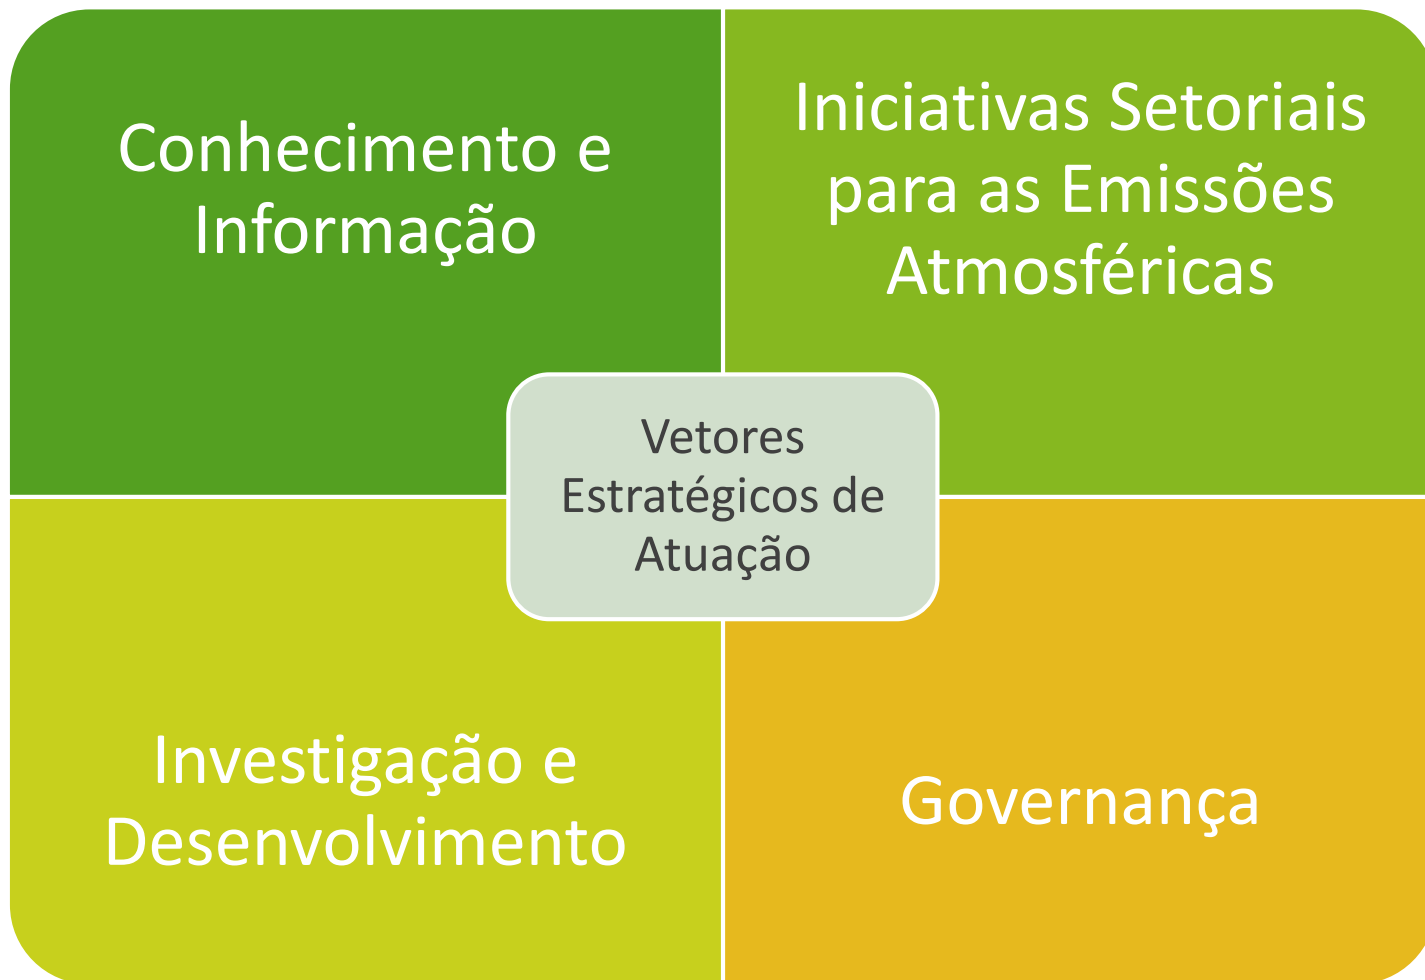 Conhecimento e
Informação
Iniciativas Setoriais
para as Emissões
Atmosféricas
Vetores
Estratégicos de
Atuação
Investigação e
Desenvolvimento
Governança